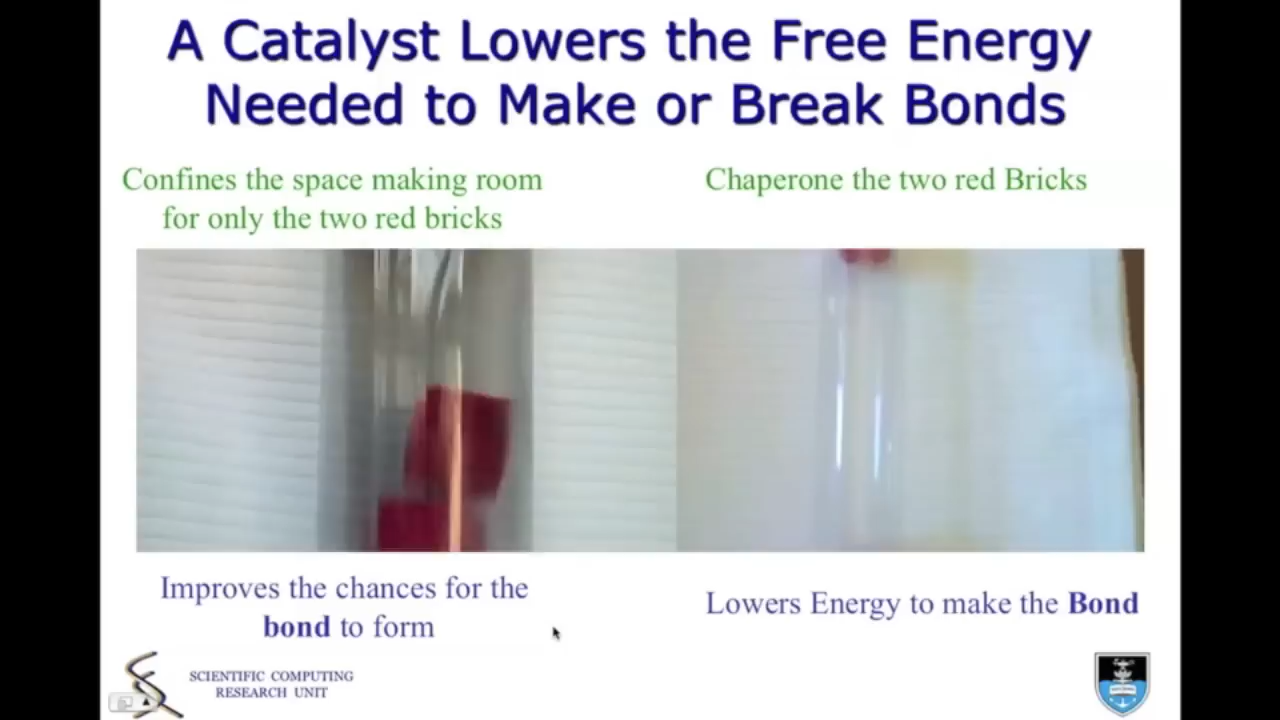 A Catalyst Lowers the Free Energy
Needed to Make or Break Bonds
Confines the space making room
for only the two red bricks
Chaperone the two red Bricks
Improves the chances for the
bond to form
Lowers Energy to make the Bond
SCIENTIFIC COMPUTING
RESEARCH UNIT